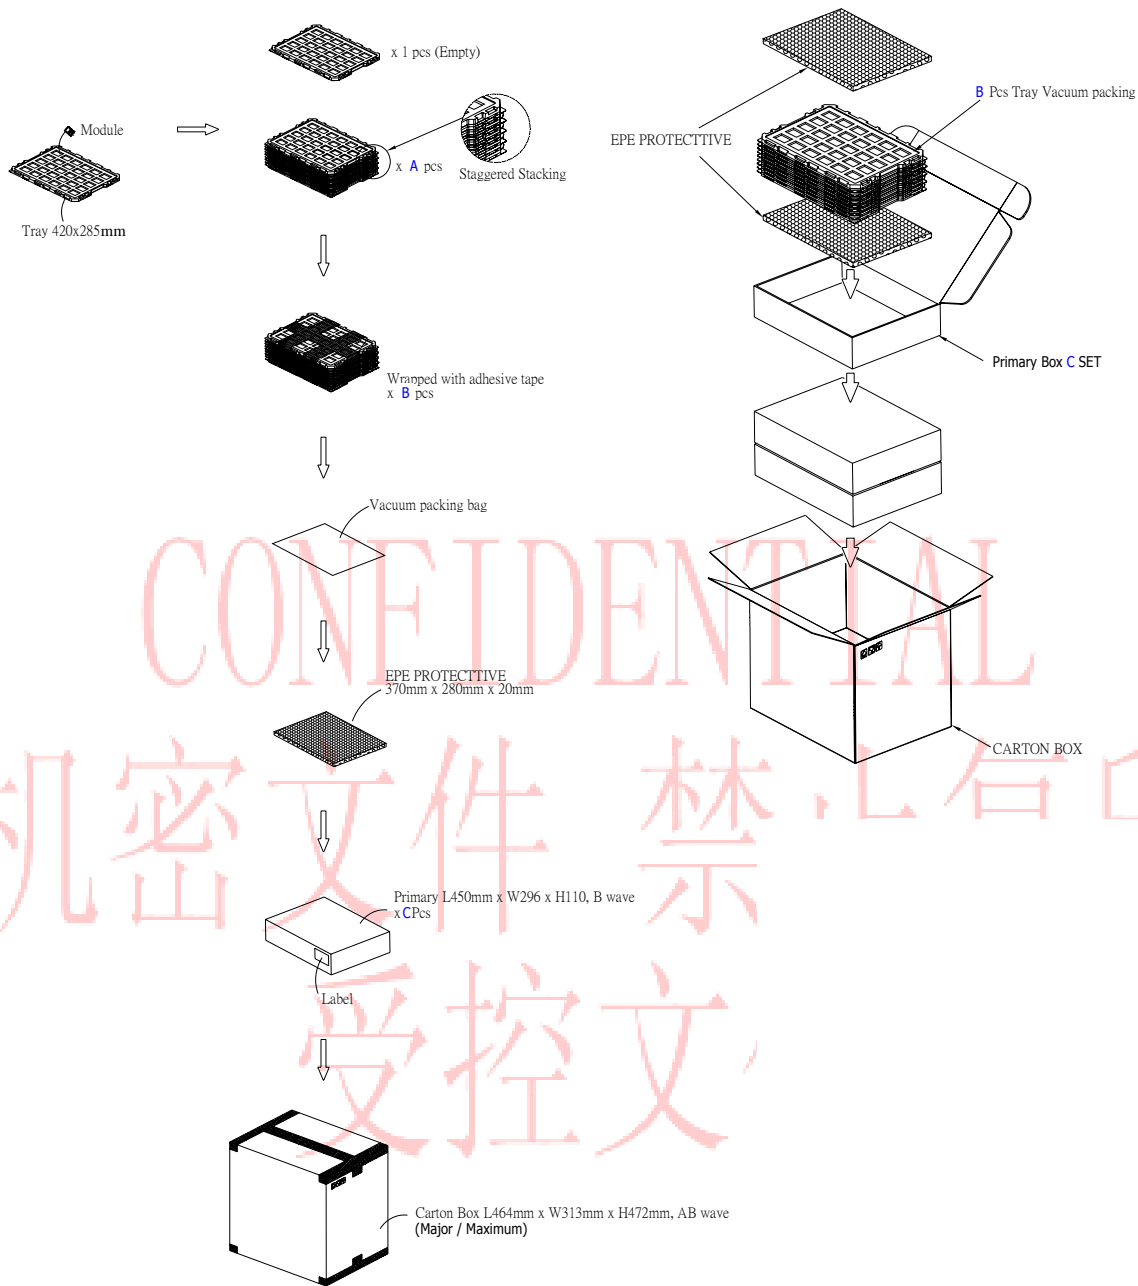 x 1 pcs (Empty)
Module
x A pcs
Staggered Stacking
Tray 420x285mm
Wrapped with adhesive tape
x B pcs
Vacuum packing bag
EPE PROTECTTIVE
370mm x 280mm x 20mm
Primary L450mm x W296 x H110, B wave
x C Pcs
Label
Carton Box L464mm x W313mm x H472mm, AB wave
(Major / Maximum)
B Pcs Tray Vacuum packing
EPE PROTECTTIVE
Primary Box C SET
CARTON BOX
CONFIDENTIAL
机密文件 禁止
受控文